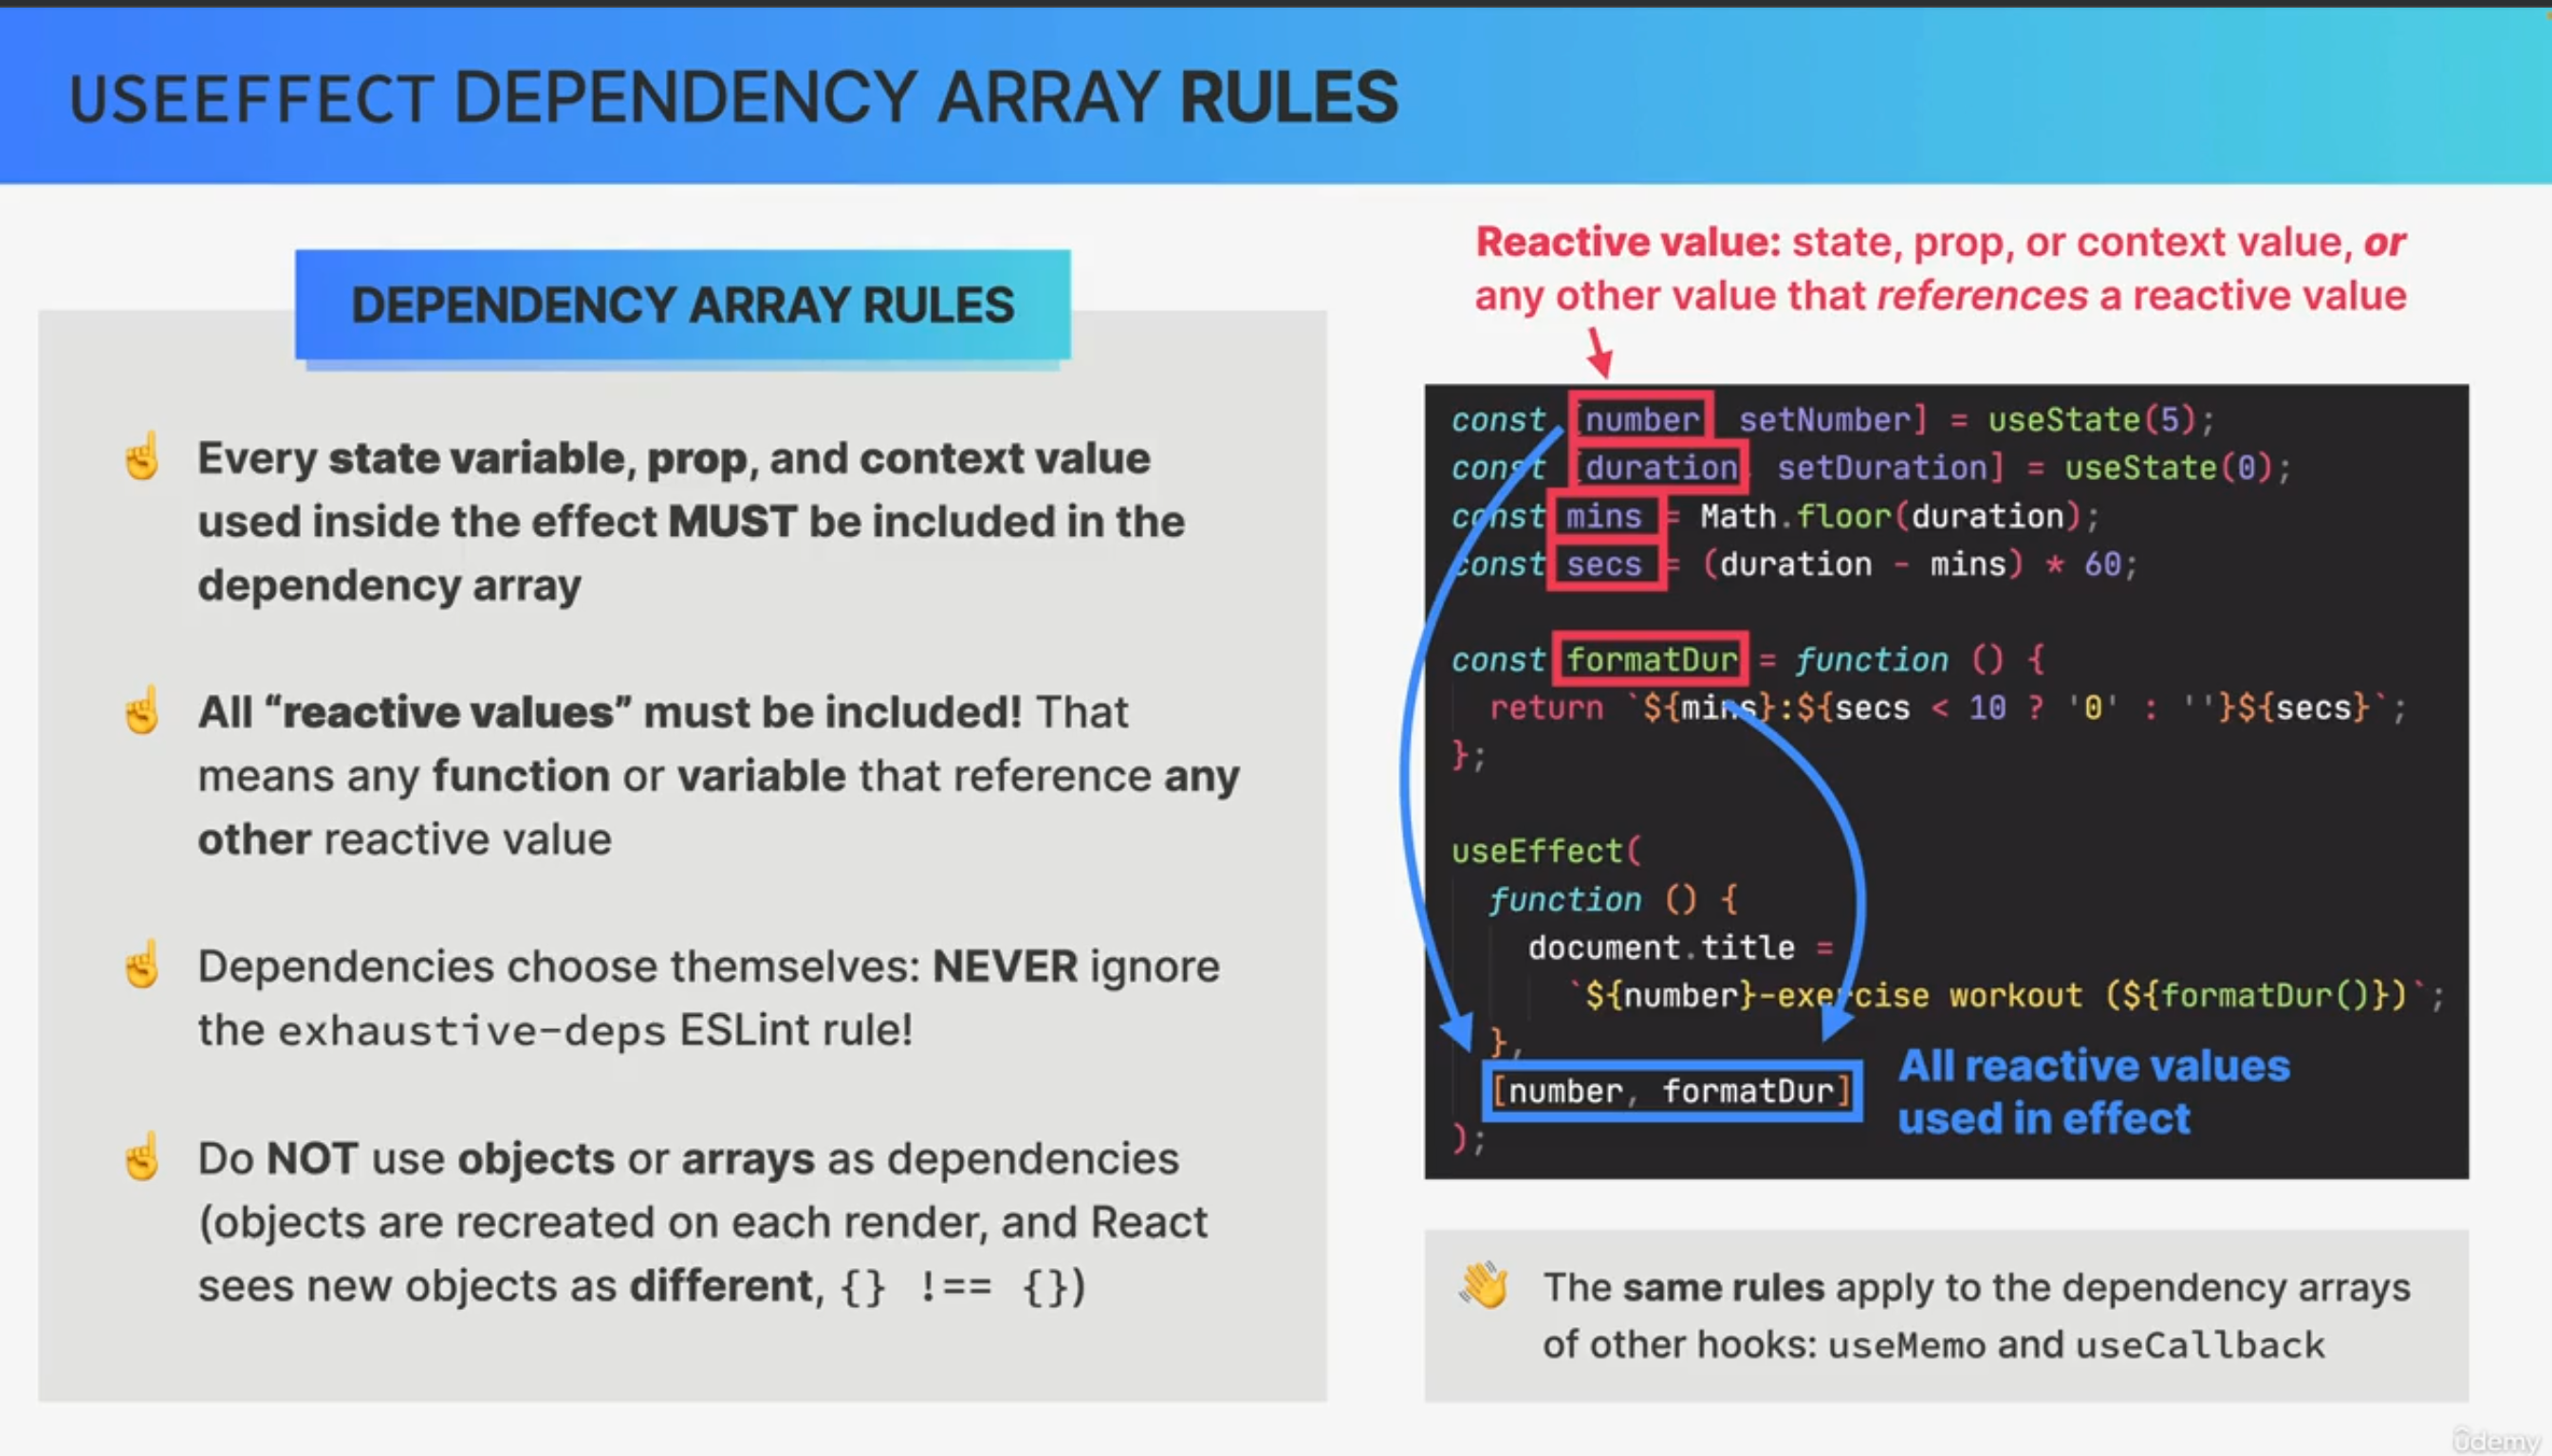 USEEFFECT DEPENDENCY ARRAY RULES
DEPENDENCY ARRAY RULES
☝️ Every state variable, prop, and context value
used inside the effect MUST be included in the
dependency array
☝️ All “reactive values” must be included! That
means any function or variable that reference any
other reactive value
☝️ Dependencies choose themselves: NEVER ignore
the exhaustive-deps ESLint rule!
☝️ Do NOT use objects or arrays as dependencies
(objects are recreated on each render, and React
sees new objects as different, {} !== {})
Reactive value: state, prop, or context value, or
any other value that references a reactive value
const [number setNumber] = useState(5);
const [duration setDuration] = useState(0);
const mins = Math.floor(duration);
const secs = (duration - mins) * 60;
const formatDur = function () {
return `${mins}:${secs < 10 ? '0' : ''}${secs}`;
};
useEffect(
function () {
document.title =
`${number}-exercise workout (${formatDur()})`;
},
[number, formatDur]
);
All reactive values
used in effect
👋 The same rules apply to the dependency arrays
of other hooks: useMemo and useCallback
ûdemy